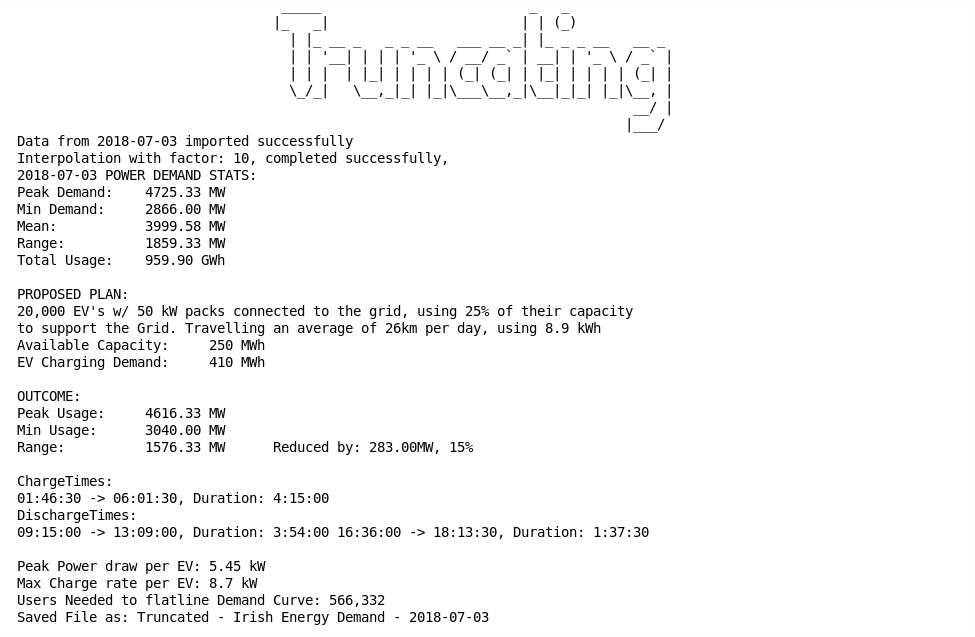 Truncating
Data from 2018-07-03 imported successfully
Interpolation with factor: 10, completed successfully,
2018-07-03 POWER DEMAND STATS:
Peak Demand:    4725.33 MW
Min Demand:     2866.00 MW
Mean:           3999.58 MW
Range:          1859.33 MW
Total Usage:    959.90 GWh
PROPOSED PLAN:
20,000 EV's w/ 50 kW packs connected to the grid, using 25% of their capacity
to support the Grid. Travelling an average of 26km per day, using 8.9 kWh
Available Capacity:     250 MWh
EV Charging Demand:     410 MWh
OUTCOME:
Peak Usage:     4616.33 MW
Min Usage:      3040.00 MW
Range:          1576.33 MW      Reduced by: 283.00MW, 15%
ChargeTimes:
01:46:30 -> 06:01:30, Duration: 4:15:00
DischargeTimes:
09:15:00 -> 13:09:00, Duration: 3:54:00 16:36:00 -> 18:13:30, Duration: 1:37:30
Peak Power draw per EV: 5.45 kW
Max Charge rate per EV: 8.7 kW
Users Needed to flatline Demand Curve: 566,332
Saved File as: Truncated - Irish Energy Demand - 2018-07-03